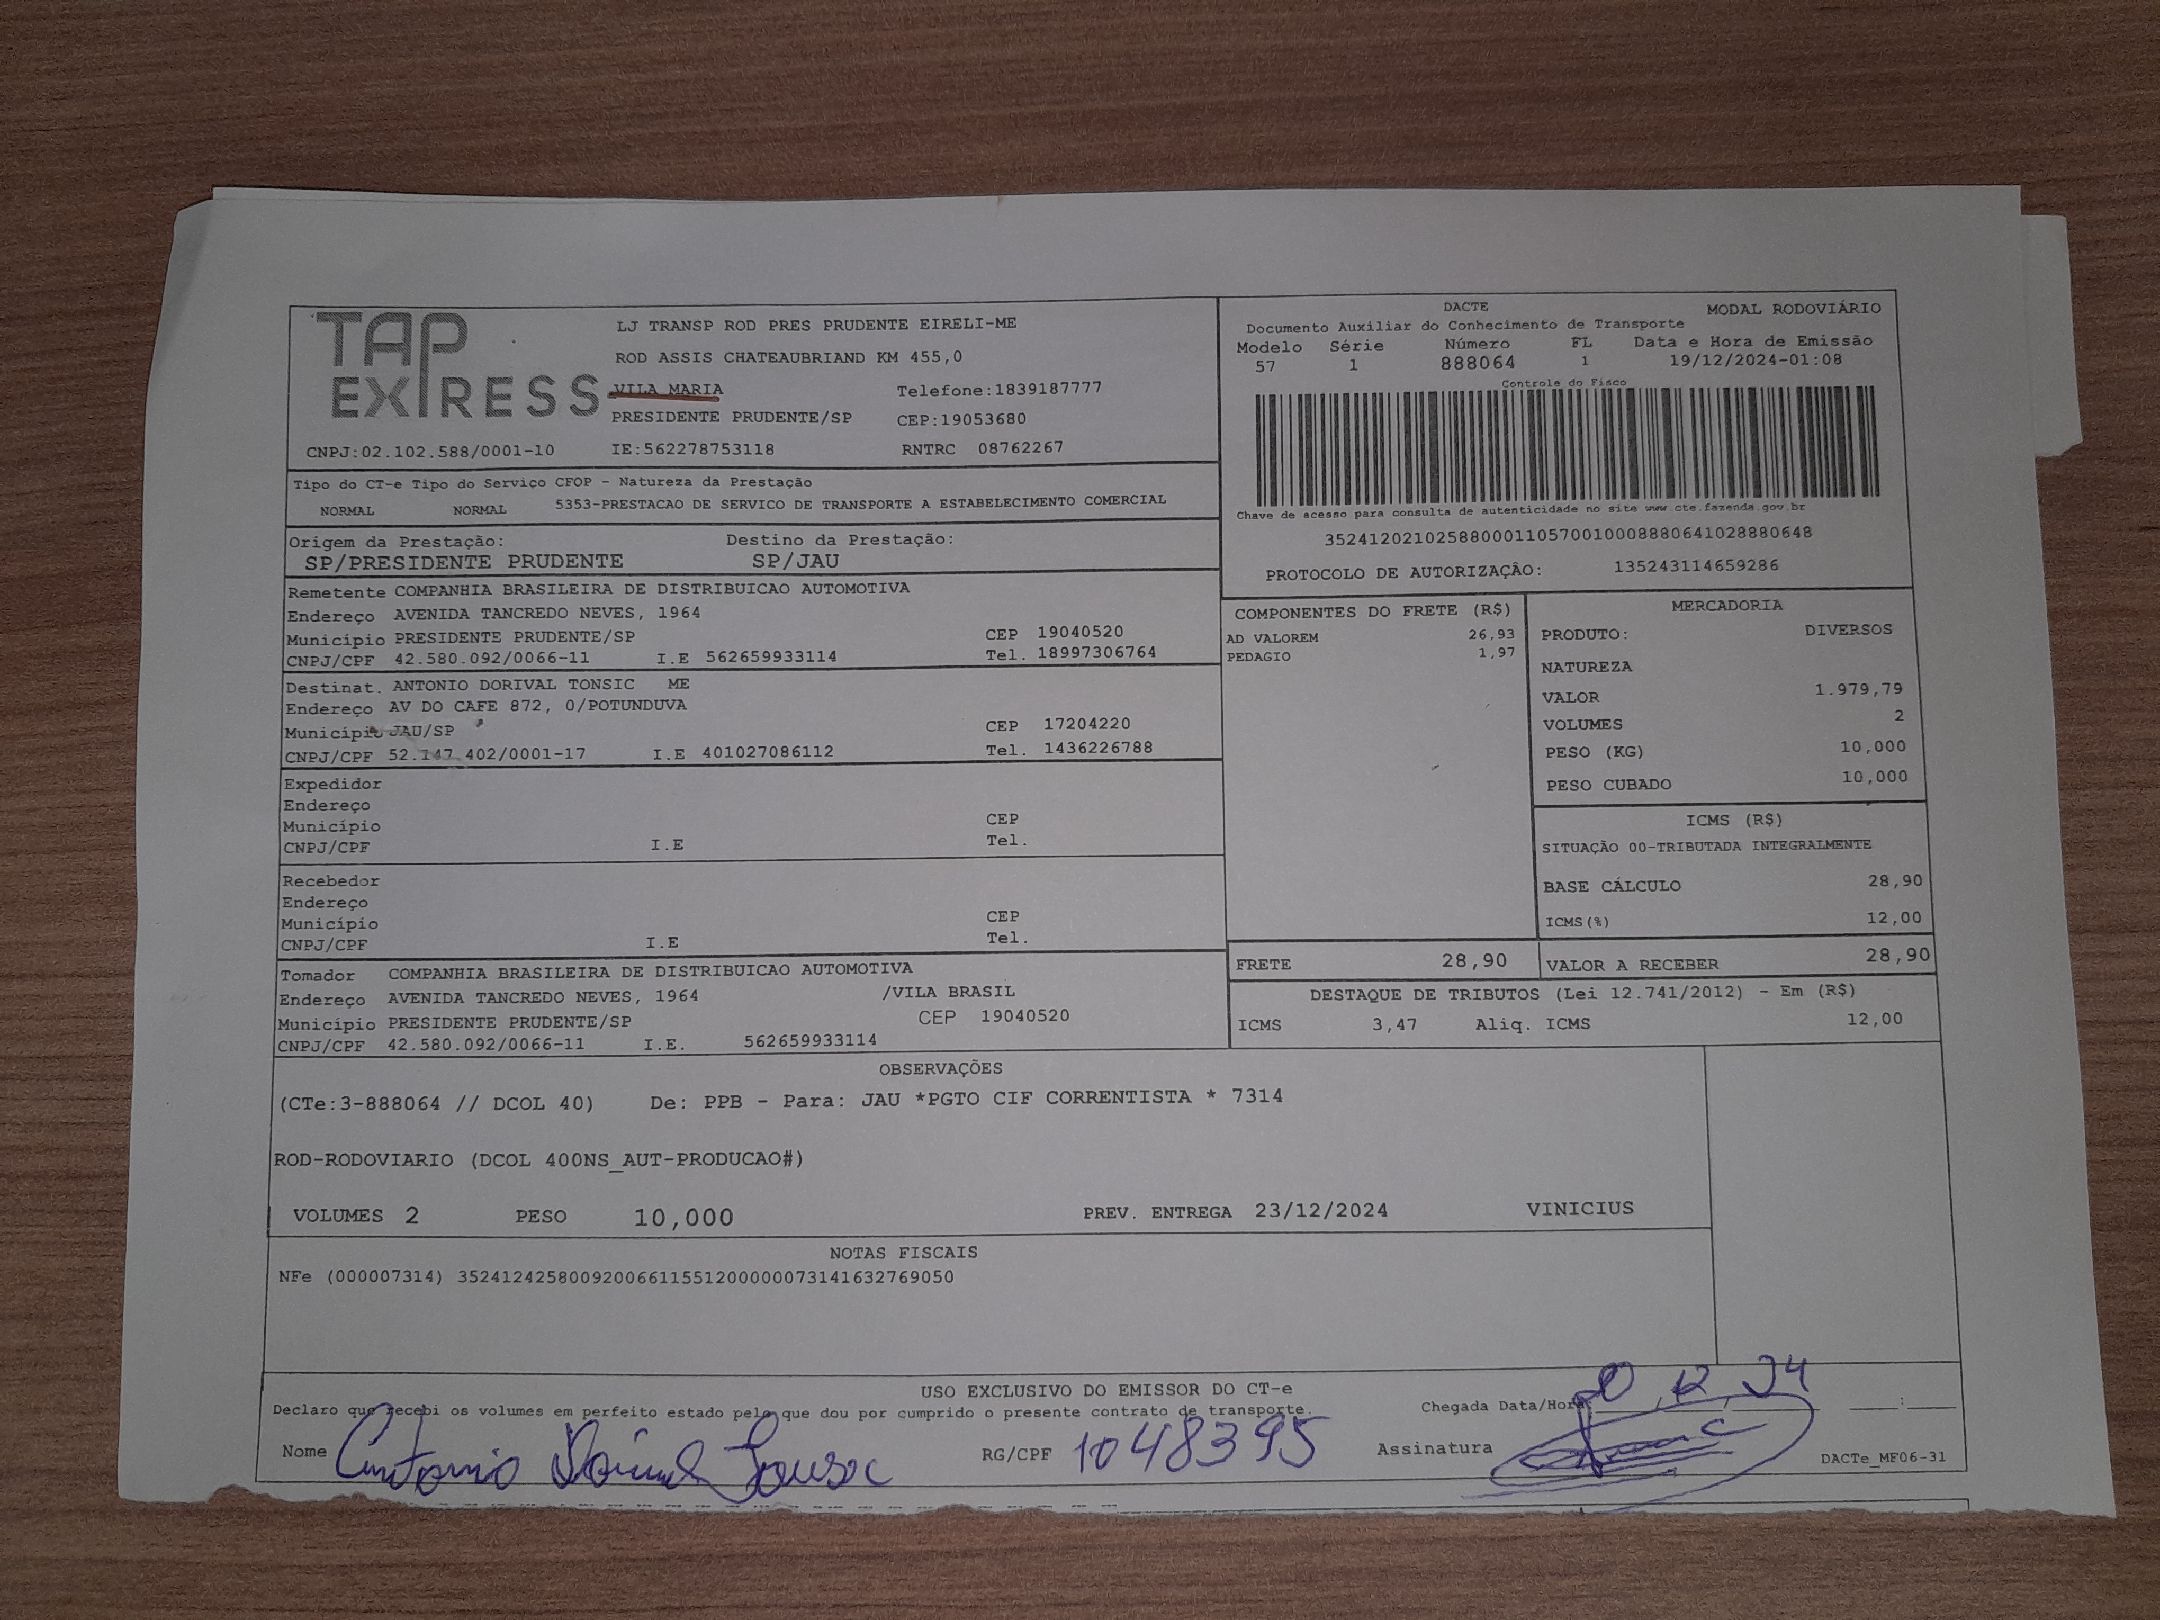 TAP
EXPRESS
LJ TRANSP ROD PRES PRUDENTE EIRELI-ME
ROD ASSIS CHATEAUBRIAND KM 455,0
VILA MARIA Telefone:1839187777
PRESIDENTE PRUDENTE/SP CEP:19053680
CNPJ:02.102.588/0001-10 IE:562278753118 RNTRC 08762267
DACTE MODAL RODOVIÁRIO
Documento Auxiliar do Conhecimento de Transporte
Modelo Série Número FL Data e Hora de Emissão
57 1 888064 1 19/12/2024-01:08
Controle do Fisco
Chave de acesso para consulta de autenticidade no site www.cte.fazenda.gov.br
35241202102588000110570010008880641028880648
PROTOCOLO DE AUTORIZAÇÃO: 135243114659286
Tipo do CT-e Tipo do Serviço CFOP - Natureza da Prestação
NORMAL NORMAL 5353-PRESTACAO DE SERVICO DE TRANSPORTE A ESTABELECIMENTO COMERCIAL
Origem da Prestação: Destino da Prestação:
SP/PRESIDENTE PRUDENTE SP/JAU
Remetente COMPANHIA BRASILEIRA DE DISTRIBUICAO AUTOMOTIVA
Endereço AVENIDA TANCREDO NEVES, 1964
Município PRESIDENTE PRUDENTE/SP CEP 19040520
CNPJ/CPF 42.580.092/0066-11 I.E 562659933114 Tel. 18997306764
Destinat. ANTONIO DORIVAL TONSIC ME
Endereço AV DO CAFE 872, 0/POTUNDUVA
Município JAU/SP CEP 17204220
CNPJ/CPF 52.147.402/0001-17 I.E 401027086112 Tel. 1436226788
Expedidor
Endereço
Município CEP
CNPJ/CPF I.E Tel.
Recebedor
Endereço
Município CEP
CNPJ/CPF I.E Tel.
Tomador COMPANHIA BRASILEIRA DE DISTRIBUICAO AUTOMOTIVA
Endereço AVENIDA TANCREDO NEVES, 1964 /VILA BRASIL
Município PRESIDENTE PRUDENTE/SP CEP 19040520
CNPJ/CPF 42.580.092/0066-11 I.E. 562659933114
COMPONENTES DO FRETE (R$)
AD VALOREM 26,93
PEDAGIO 1,97
MERCADORIA
PRODUTO: DIVERSOS
NATUREZA
VALOR 1.979,79
VOLUMES 2
PESO (KG) 10,000
PESO CUBADO 10,000
ICMS (R$)
SITUAÇÃO 00-TRIBUTADA INTEGRALMENTE
BASE CÁLCULO 28,90
ICMS(%) 12,00
FRETE 28,90 VALOR A RECEBER 28,90
DESTAQUE DE TRIBUTOS (Lei 12.741/2012) - Em (R$)
ICMS 3,47 Aliq. ICMS 12,00
OBSERVAÇÕES
(CTe:3-888064 // DCOL 40) De: PPB - Para: JAU *PGTO CIF CORRENTISTA * 7314
ROD-RODOVIARIO (DCOL 400NS_AUT-PRODUCAO#)
VOLUMES 2 PESO 10,000 PREV. ENTREGA 23/12/2024 VINICIUS
NOTAS FISCAIS
NFe (000007314) 35241242580092006611551200000073141632769050
USO EXCLUSIVO DO EMISSOR DO CT-e
Declaro que recebi os volumes em perfeito estado pelo que dou por cumprido o presente contrato de transporte. Chegada Data/Hora 20 12 24
Nome Antonio RG/CPF 10483395 Assinatura DACTe_MF06-31